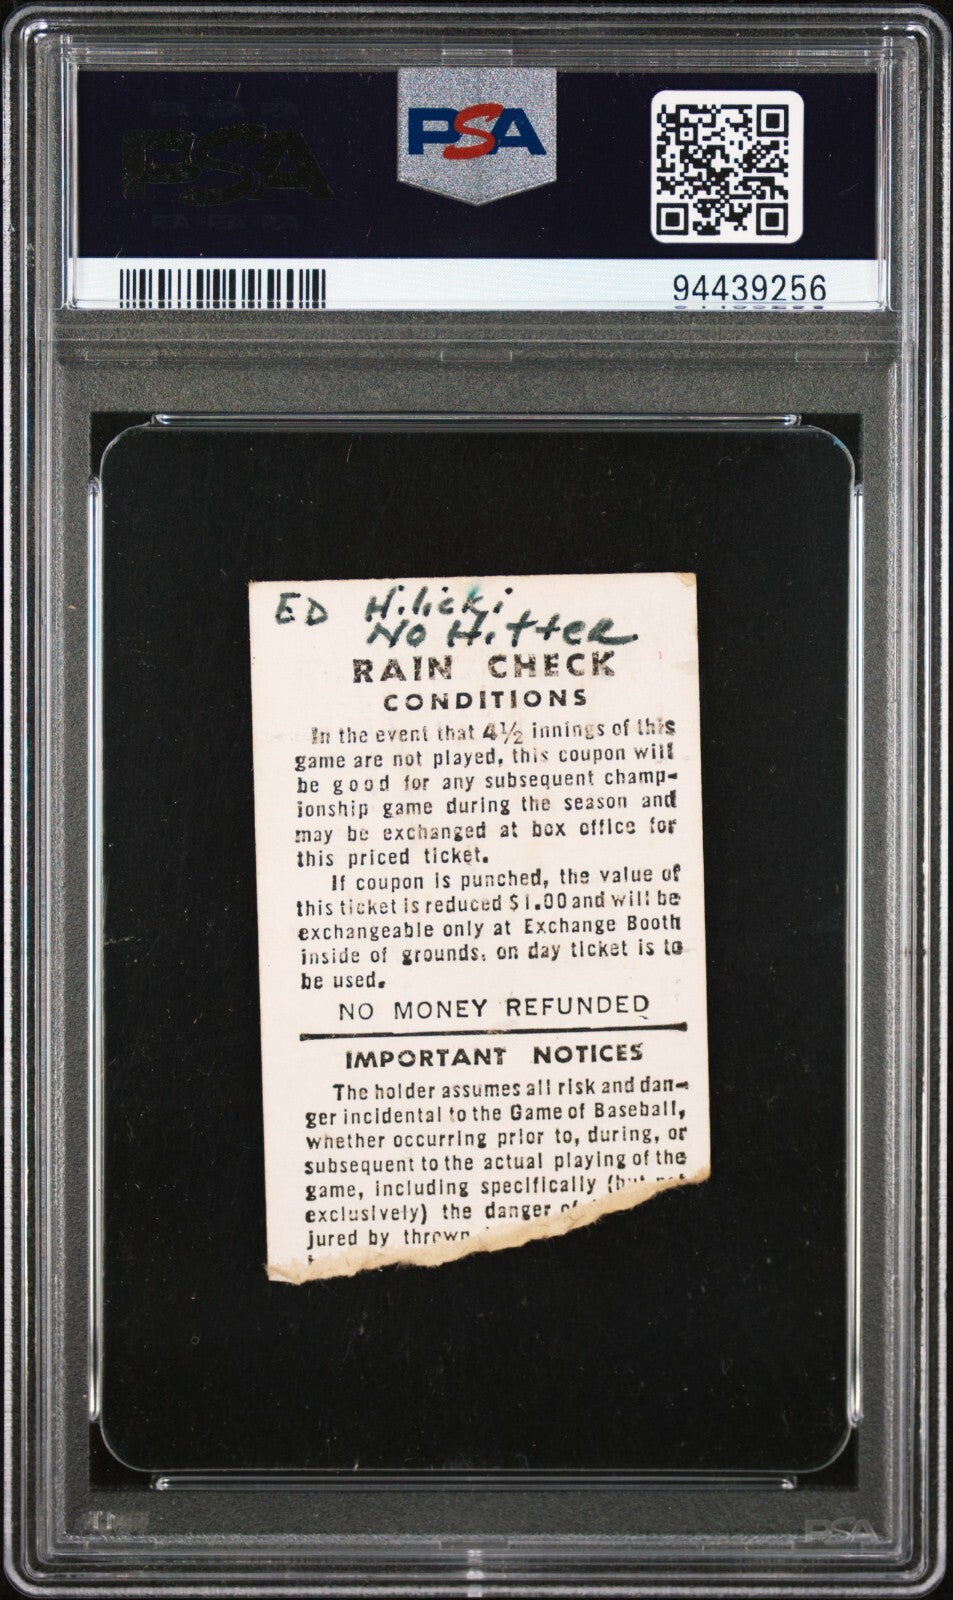 PSA
PSA
94439256
ED Hilicki
No Hitter
RAIN CHECK
CONDITIONS
In the event that 4½ innings of this
game are not played, this coupon will
be good for any subsequent champ-
ionship game during the season and
may be exchanged at box office for
this priced ticket.
If coupon is punched, the value of
this ticket is reduced $1.00 and will be
exchangeable only at Exchange Booth
inside of grounds, on day ticket is to
be used.
NO MONEY REFUNDED
IMPORTANT NOTICES
The holder assumes all risk and dan-
ger incidental to the Game of Baseball,
whether occurring prior to, during, or
subsequent to the actual playing of the
game, including specifically (but not
exclusively) the danger of
jured by thrown
PSA